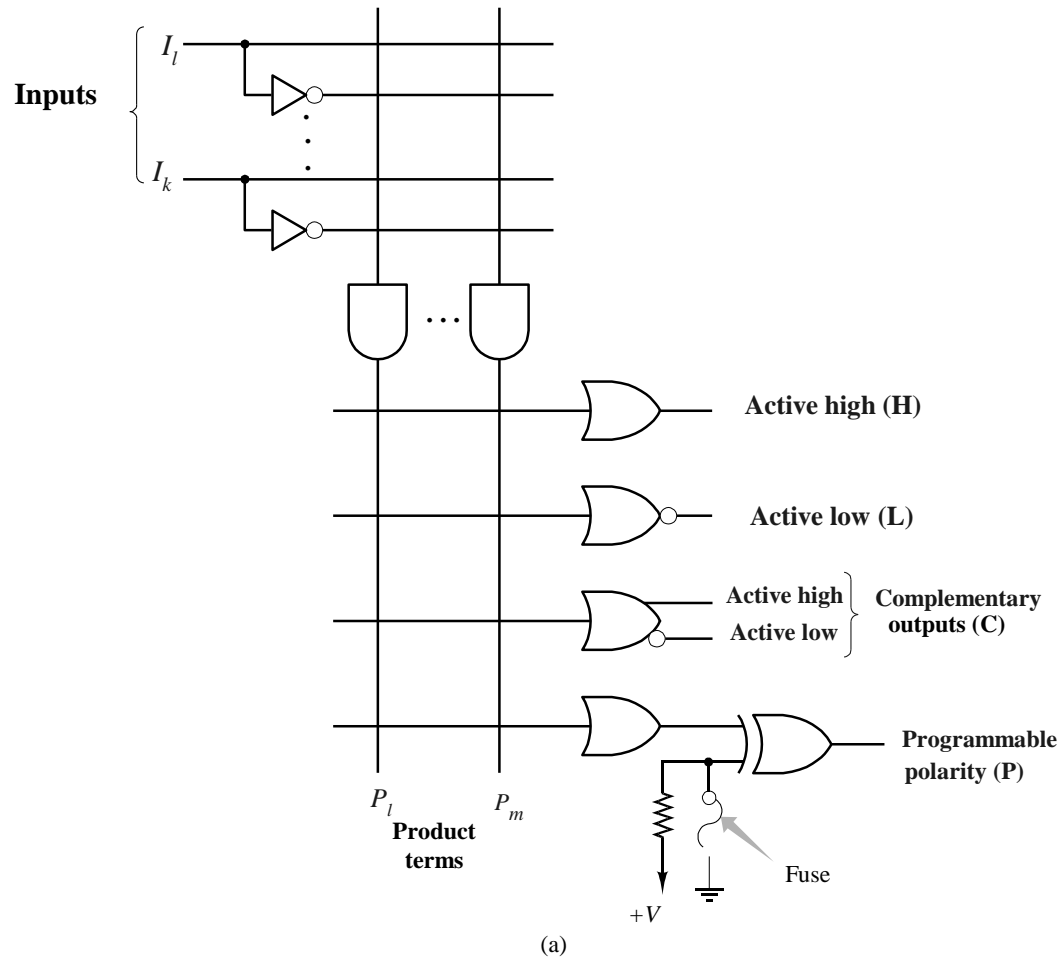 I_l
Inputs
I_k
Active high (H)
Active low (L)
Active high
Active low
Complementary
outputs (C)
Programmable
polarity (P)
P_l
P_m
Product
terms
Fuse
+V
(a)